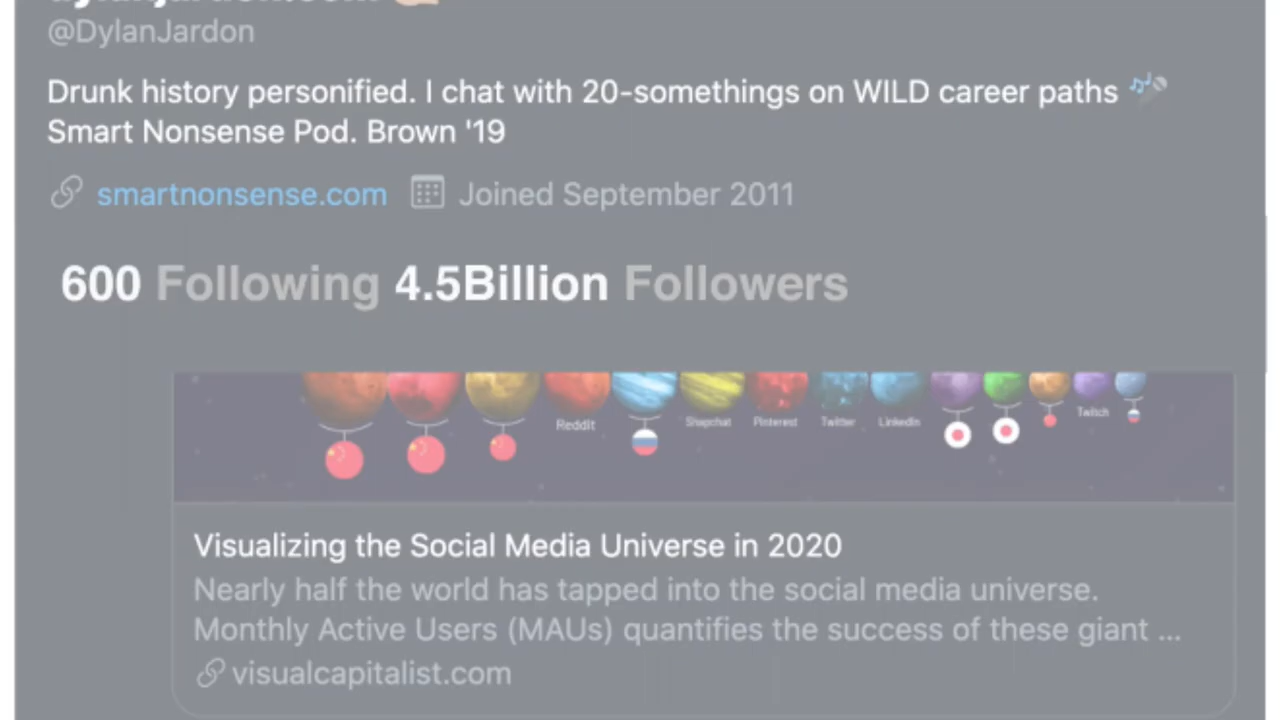 @DylanJardon
Drunk history personified. I chat with 20-somethings on WILD career paths
Smart Nonsense Pod. Brown '19
smartnonsense.com Joined September 2011
600 Following 4.5Billion Followers
Reddit Snapchat Pinterest Twitter LinkedIn Twitch
Visualizing the Social Media Universe in 2020
Nearly half the world has tapped into the social media universe.
Monthly Active Users (MAUs) quantifies the success of these giant ...
visualcapitalist.com